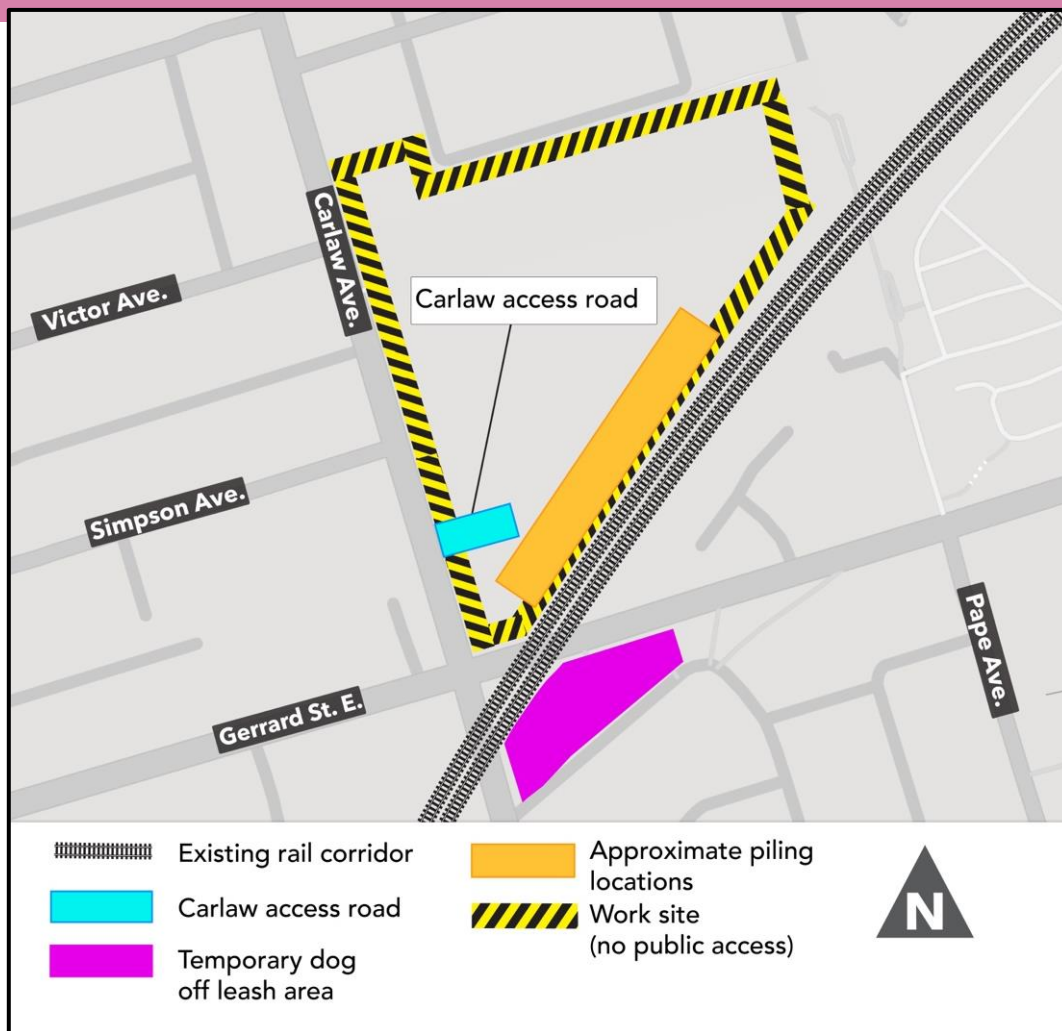 Carlaw Ave.
Victor Ave.
Carlaw access road
Simpson Ave.
Pape Ave.
Gerrard St. E.
Existing rail corridor
Carlaw access road
Temporary dog
off leash area
Approximate piling
locations
Work site
(no public access)
N